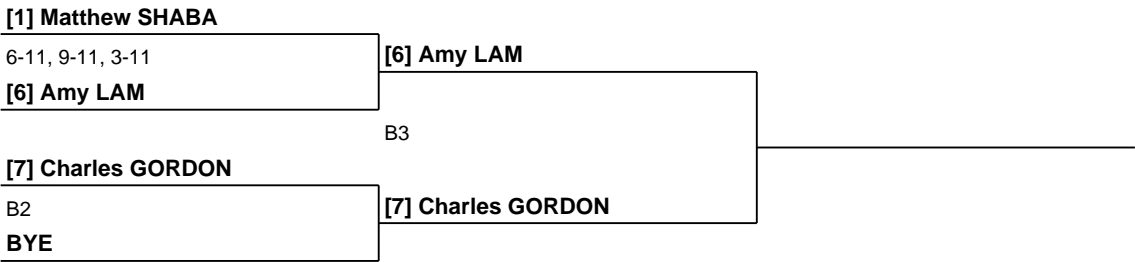 [1] Matthew SHABA
6-11, 9-11, 3-11
[6] Amy LAM
[6] Amy LAM
B3
[7] Charles GORDON
B2
BYE
[7] Charles GORDON